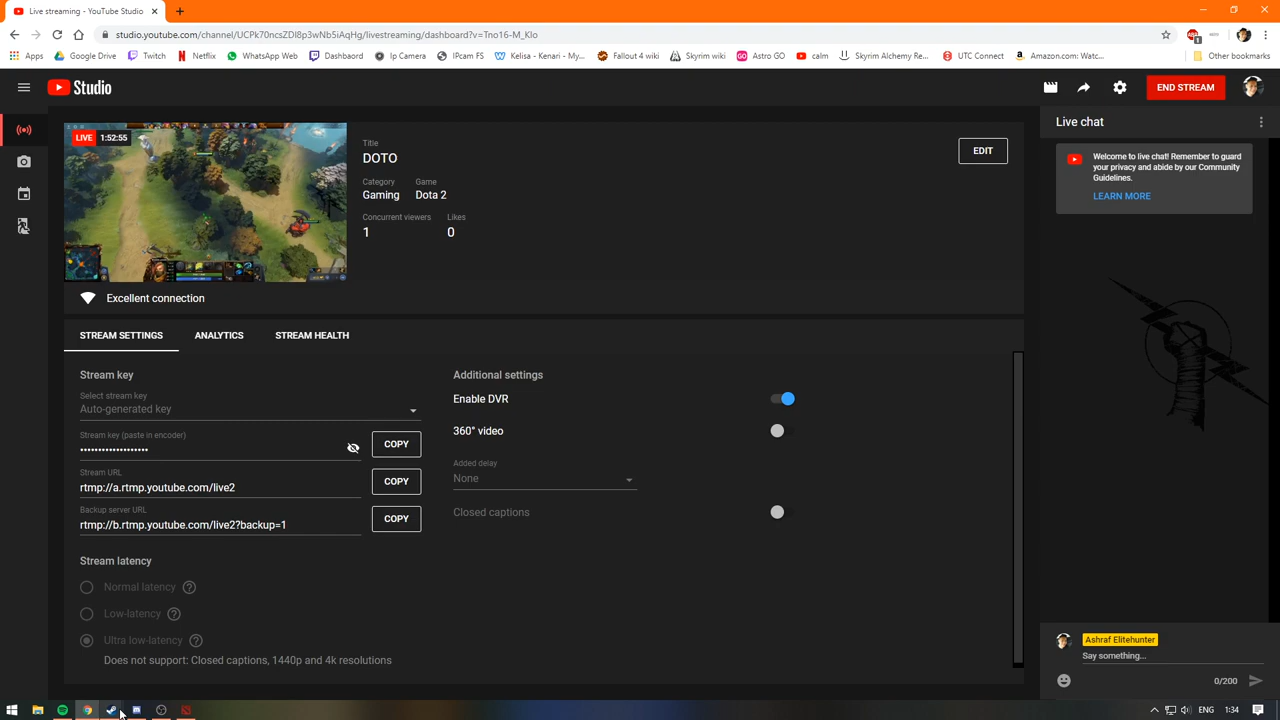 Live streaming - YouTube Studio
studio.youtube.com/channel/UCPk70ncsZDl8p3wNb5iAqHg/livestreaming/dashboard?v=Tno16-M_Klo
Apps Google Drive Twitch Netflix WhatsApp Web Dashbaord Ip Camera IPcam FS Kelisa - Kenari - My... Fallout 4 wiki Skyrim wiki Astro GO calm Skyrim Alchemy Re... UTC Connect Amazon.com: Watc... Other bookmarks
Studio
END STREAM
LIVE 1:52:55
Title
DOTO
EDIT
Category Game
Gaming Dota 2
Concurrent viewers Likes
1 0
Excellent connection
STREAM SETTINGS ANALYTICS STREAM HEALTH
Stream key
Select stream key
Auto-generated key
Stream key (paste in encoder)
•••••••••••••••••• COPY
Stream URL
rtmp://a.rtmp.youtube.com/live2 COPY
Backup server URL
rtmp://b.rtmp.youtube.com/live2?backup=1 COPY
Stream latency
Normal latency
Low-latency
Ultra low-latency
Does not support: Closed captions, 1440p and 4k resolutions
Additional settings
Enable DVR
360° video
Added delay
None
Closed captions
Live chat
Welcome to live chat! Remember to guard
your privacy and abide by our Community
Guidelines.
LEARN MORE
Ashraf Elitehunter
Say something...
0/200
ENG 1:34